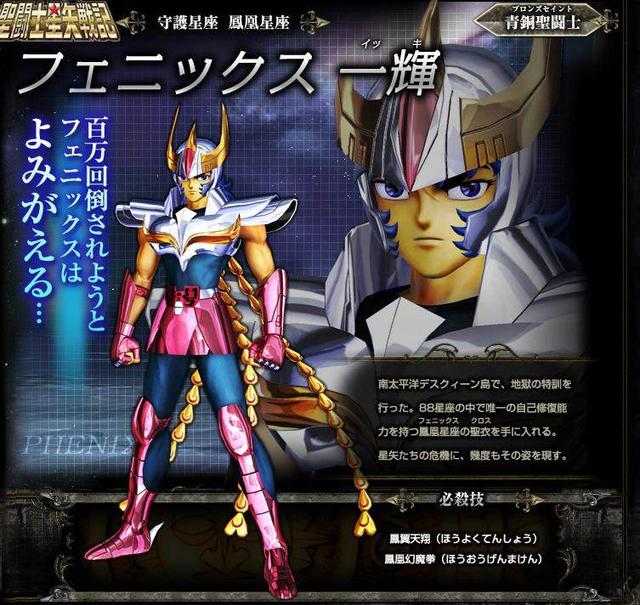 聖闘士星矢戦記
守護星座 鳳凰星座
ブロンズセイント
青銅聖闘士
イッキ
フェニックス 一輝
百万回倒されようと
フェニックスは
よみがえる…
南太平洋デスクィーン島で、地獄の特訓を
行った。88星座の中で唯一の自己修復能
フェニックス クロス
力を持つ鳳凰星座の聖衣を手に入れる。
星矢たちの危機に、幾度もその姿を現す。
PHENIX
必殺技
鳳翼天翔（ほうよくてんしょう）
鳳凰幻魔拳（ほうおうげんまけん）